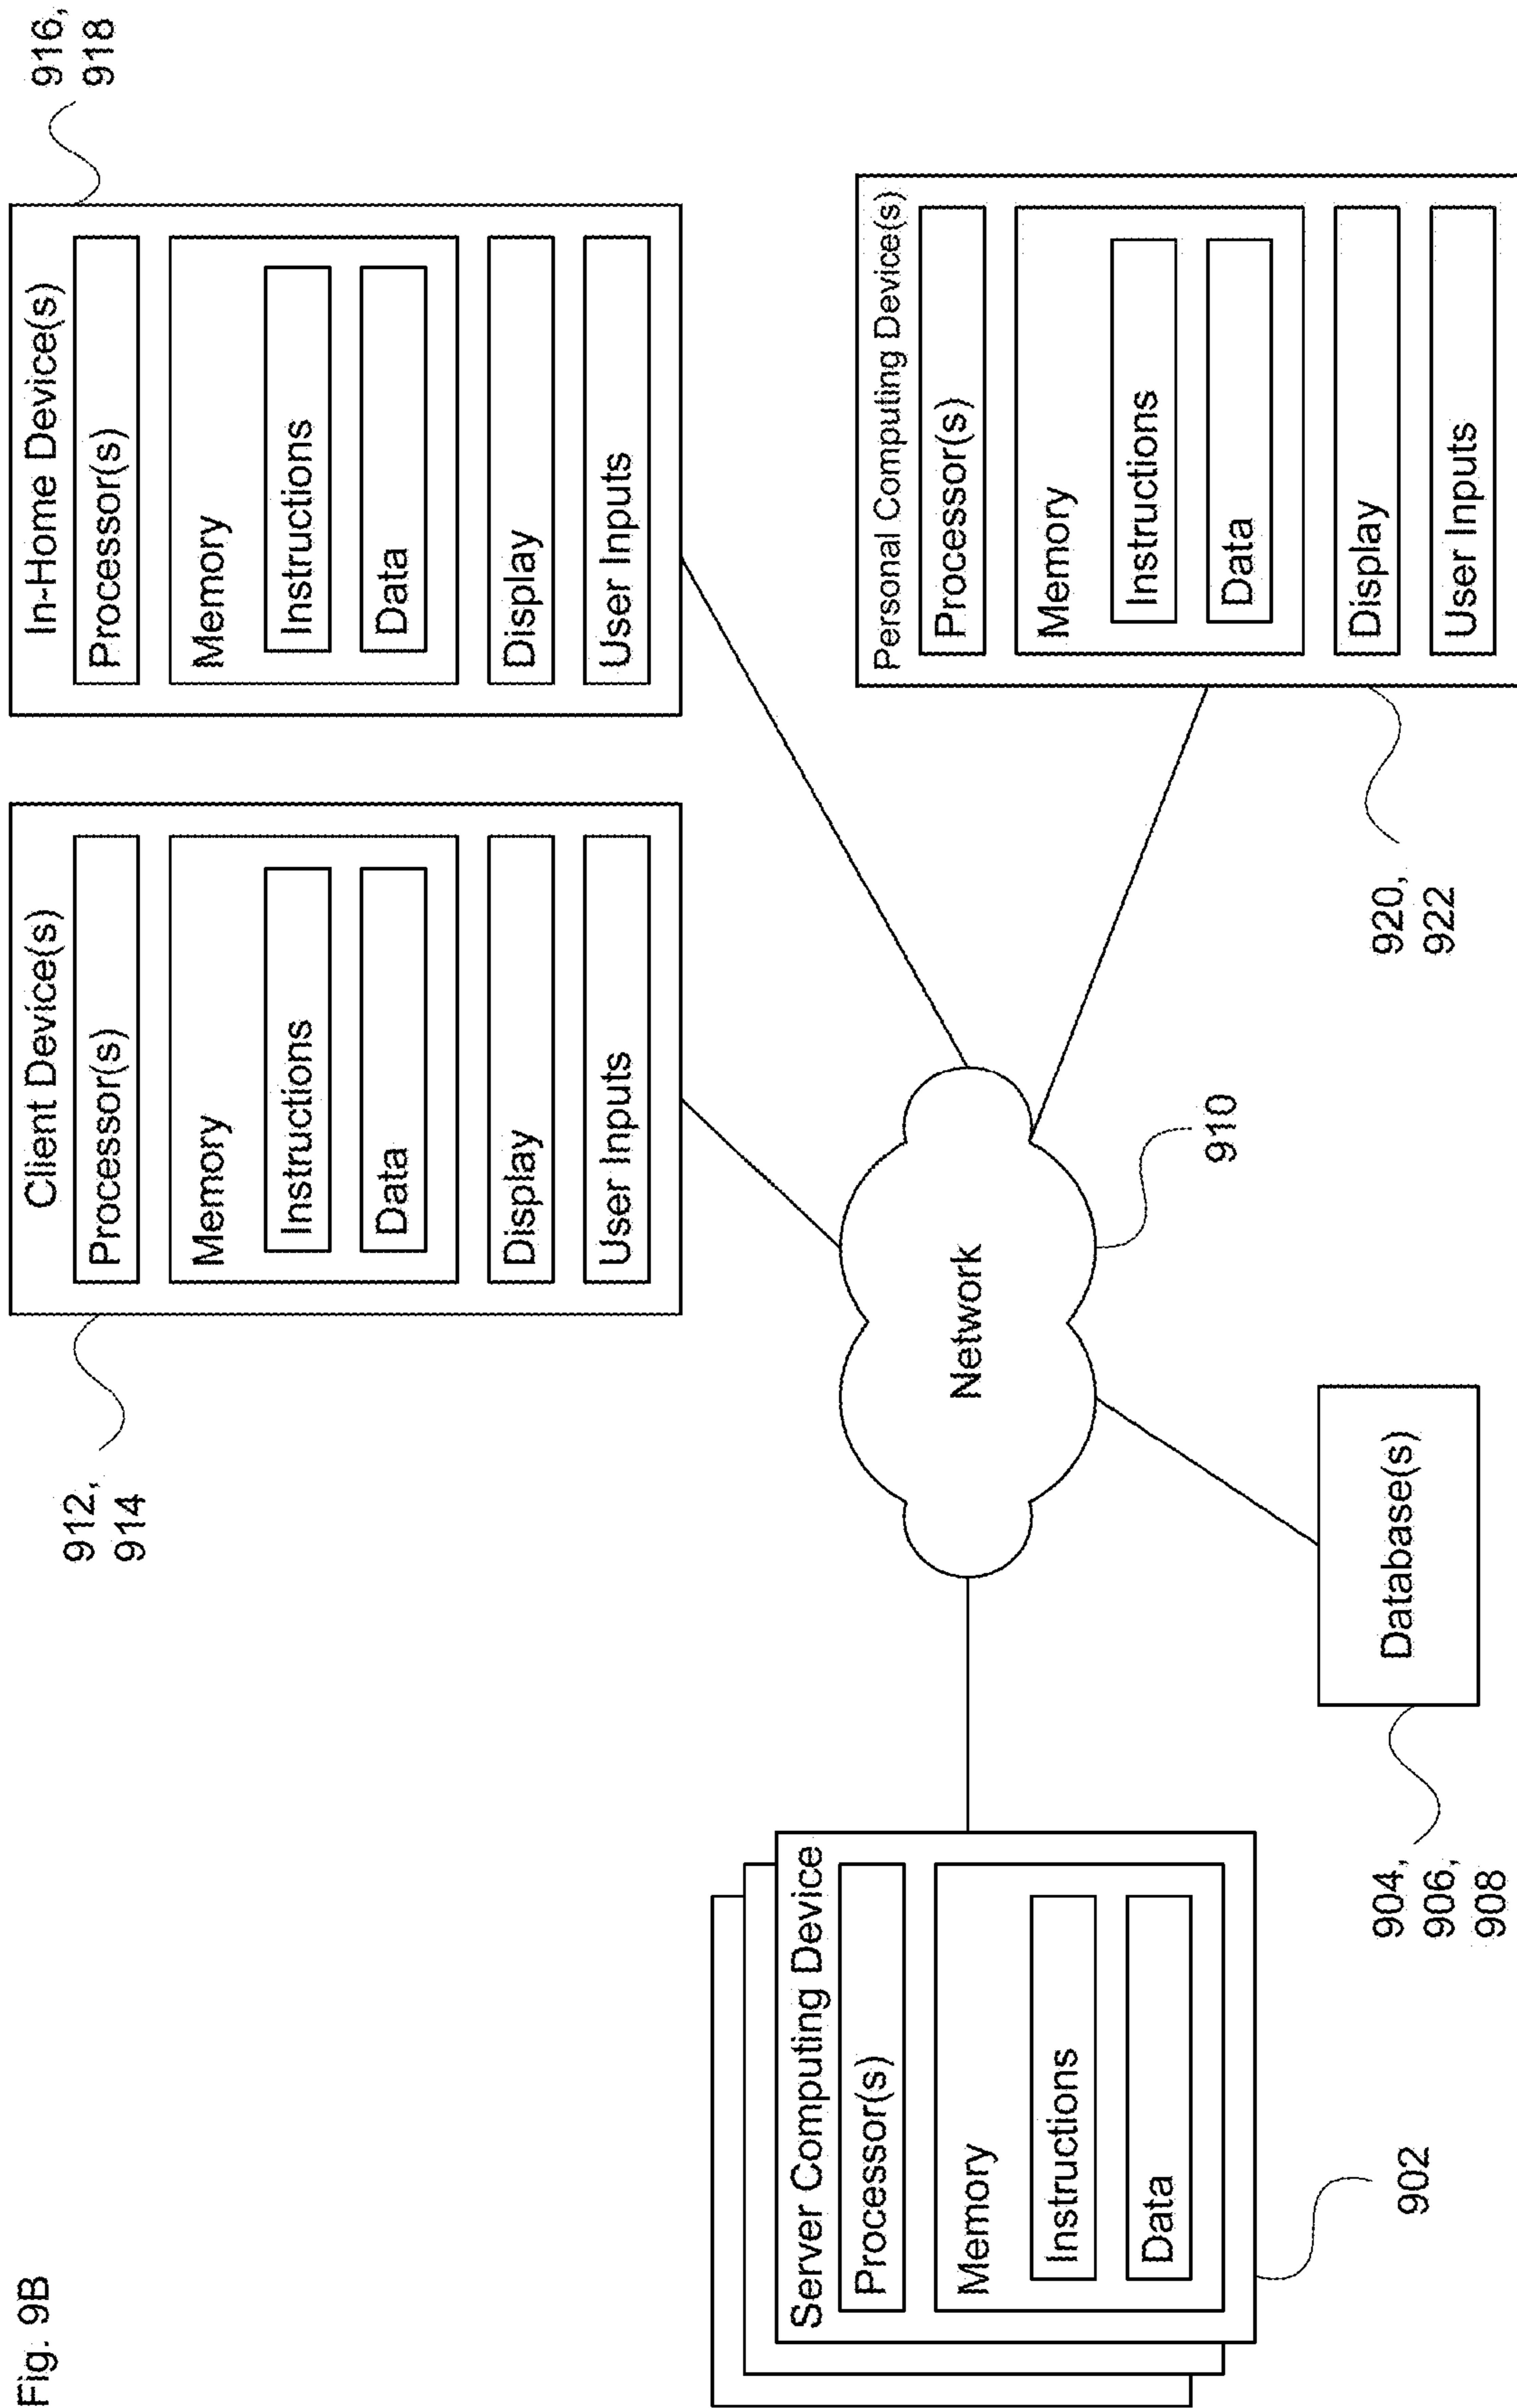 Fig. 9B
Client Device(s)
Processor(s)
Memory
Instructions
Data
Display
User Inputs
912,
914
In-Home Device(s)
Processor(s)
Memory
Instructions
Data
Display
User Inputs
916,
918
Server Computing Device
Processor(s)
Memory
Instructions
Data
902
Network
910
Database(s)
904,
906,
908
Personal Computing Device(s)
Processor(s)
Memory
Instructions
Data
Display
User Inputs
920,
922